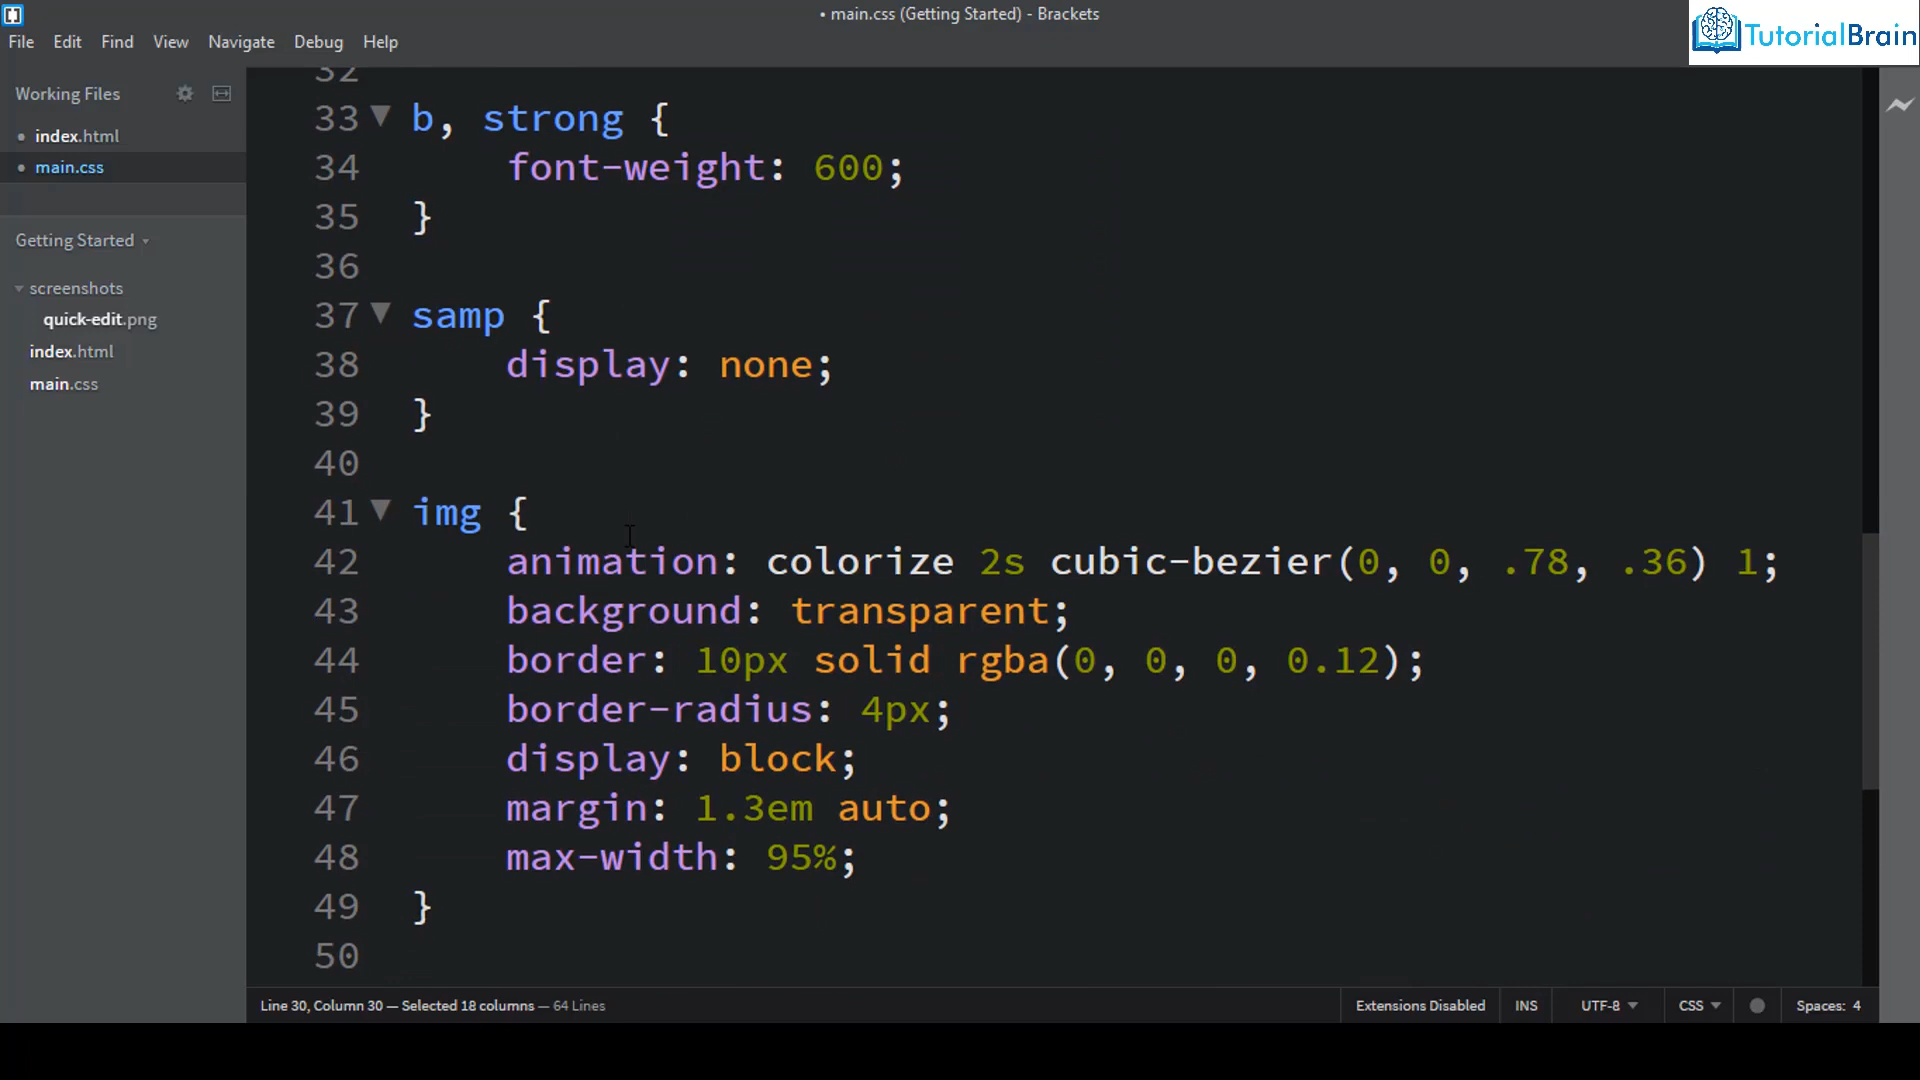 • main.css (Getting Started) - Brackets
TutorialBrain
File Edit Find View Navigate Debug Help
Working Files
• index.html
• main.css
Getting Started
screenshots
quick-edit.png
index.html
main.css
32
33 b, strong {
34 font-weight: 600;
35 }
36
37 samp {
38 display: none;
39 }
40
41 img {
42 animation: colorize 2s cubic-bezier(0, 0, .78, .36) 1;
43 background: transparent;
44 border: 10px solid rgba(0, 0, 0, 0.12);
45 border-radius: 4px;
46 display: block;
47 margin: 1.3em auto;
48 max-width: 95%;
49 }
50
Line 30, Column 30 — Selected 18 columns — 64 Lines
Extensions Disabled INS UTF-8 CSS Spaces: 4